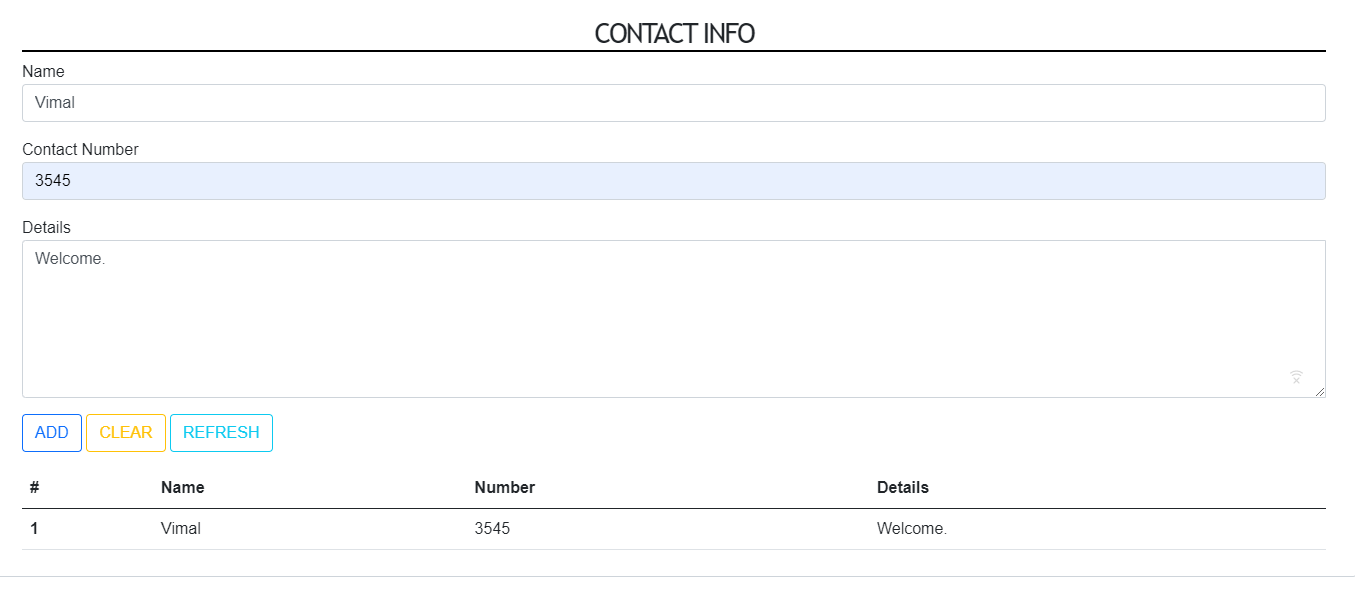 CONTACT INFO
Name
Vimal
Contact Number
3545
Details
Welcome.
ADD CLEAR REFRESH
# Name Number Details
1 Vimal 3545 Welcome.